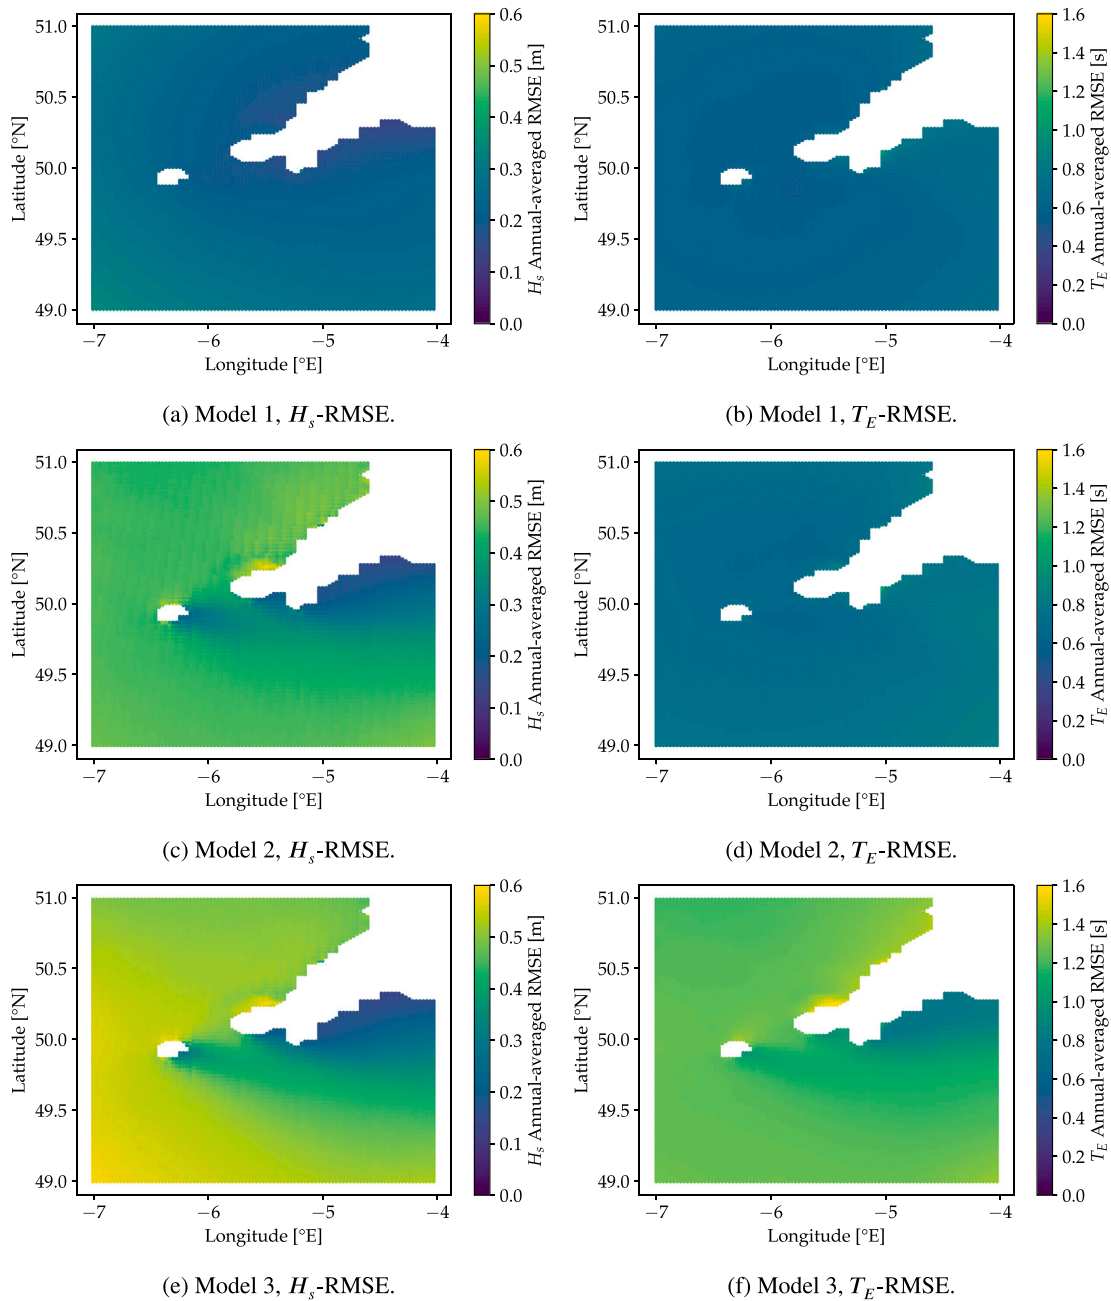 51.0
50.5
50.0
49.5
49.0
Latitude [°N]
−7 −6 −5 −4
Longitude [°E]
0.6
0.5
0.4
0.3
0.2
0.1
0.0
H_s Annual-averaged RMSE [m]
51.0
50.5
50.0
49.5
49.0
Latitude [°N]
−7 −6 −5 −4
Longitude [°E]
1.6
1.4
1.2
1.0
0.8
0.6
0.4
0.2
0.0
T_E Annual-averaged RMSE [s]
(a) Model 1, H_s-RMSE.
(b) Model 1, T_E-RMSE.
51.0
50.5
50.0
49.5
49.0
Latitude [°N]
−7 −6 −5 −4
Longitude [°E]
0.6
0.5
0.4
0.3
0.2
0.1
0.0
H_s Annual-averaged RMSE [m]
51.0
50.5
50.0
49.5
49.0
Latitude [°N]
−7 −6 −5 −4
Longitude [°E]
1.6
1.4
1.2
1.0
0.8
0.6
0.4
0.2
0.0
T_E Annual-averaged RMSE [s]
(c) Model 2, H_s-RMSE.
(d) Model 2, T_E-RMSE.
51.0
50.5
50.0
49.5
49.0
Latitude [°N]
−7 −6 −5 −4
Longitude [°E]
0.6
0.5
0.4
0.3
0.2
0.1
0.0
H_s Annual-averaged RMSE [m]
51.0
50.5
50.0
49.5
49.0
Latitude [°N]
−7 −6 −5 −4
Longitude [°E]
1.6
1.4
1.2
1.0
0.8
0.6
0.4
0.2
0.0
T_E Annual-averaged RMSE [s]
(e) Model 3, H_s-RMSE.
(f) Model 3, T_E-RMSE.